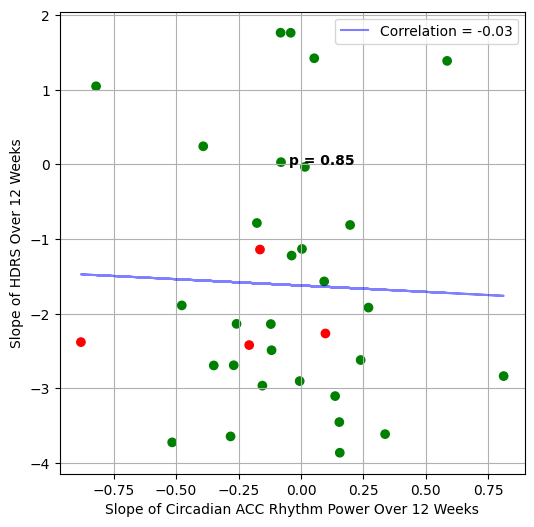 Correlation = -0.03
p = 0.85
2
1
0
−1
−2
−3
−4
Slope of HDRS Over 12 Weeks
−0.75 −0.50 −0.25 0.00 0.25 0.50 0.75
Slope of Circadian ACC Rhythm Power Over 12 Weeks